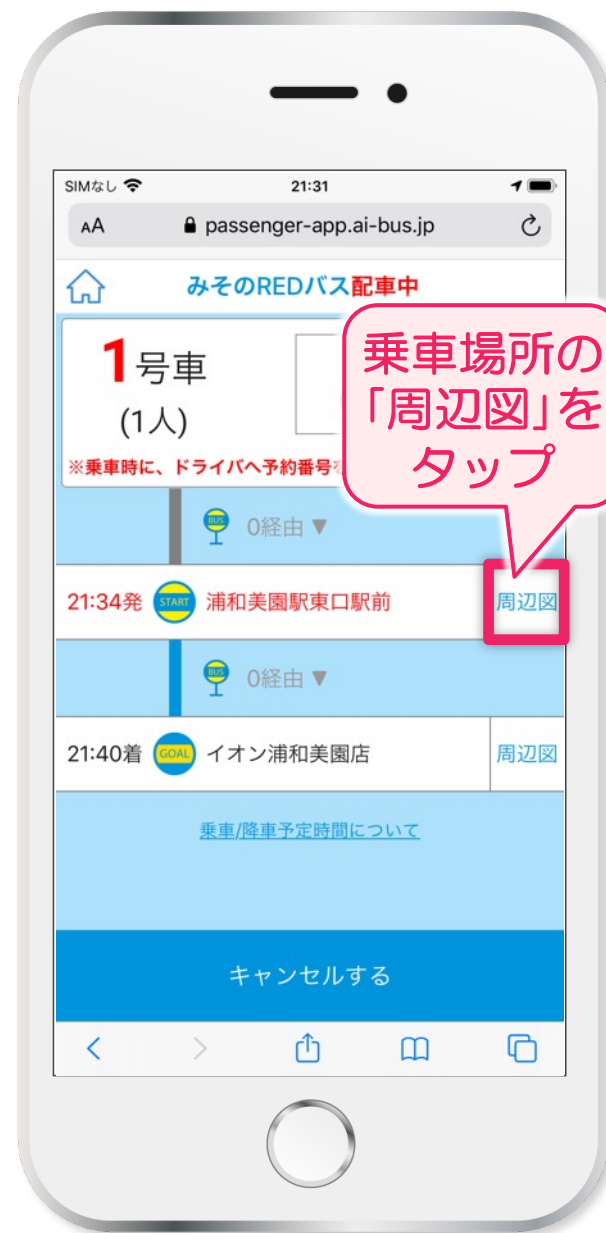 SIMなし
21:31
AA
passenger-app.ai-bus.jp
みそのREDバス配車中
1号車
(1人)
※乗車時に、ドライバへ予約番号
乗車場所の
「周辺図」を
タップ
BUS 0経由▼
21:34発 START 浦和美園駅東口駅前 周辺図
BUS 0経由▼
21:40着 GOAL イオン浦和美園店 周辺図
乗車/降車予定時間について
キャンセルする